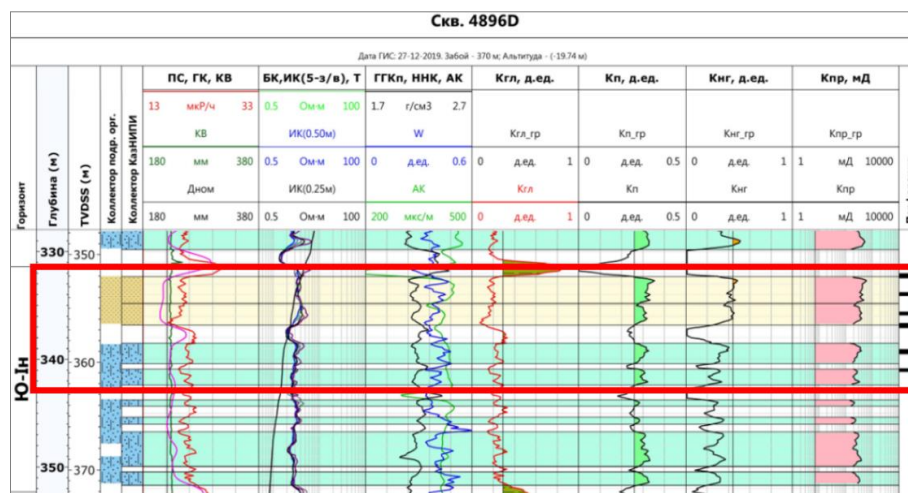 Скв. 4896D
Дата ГИС: 27-12-2019. Забой - 370 м; Альтитуда - (-19.74 м)
Горизонт
Глубина (м)
TVDSS (м)
Коллектор подр. орг.
Коллектор КазНИПИ
ПС, ГК, КВ
БК,ИК(5-з/в), Т
ГГКп, ННК, АК
Кгл, д.ед.
Кп, д.ед.
Кнг, д.ед.
Кпр, мД
13 мкР/ч 33
0.5 Ом·м 100
1.7 г/см3 2.7
КВ
ИК(0.50м)
W
Кгл_гр
Кп_гр
Кнг_гр
Кпр_гр
180 мм 380
0.5 Ом·м 100
0 д.ед. 0.6
0 д.ед. 1
0 д.ед. 0.5
0 д.ед. 1
1 мД 10000
Дном
ИК(0.25м)
АК
Кгл
Кп
Кнг
Кпр
180 мм 380
0.5 Ом·м 100
200 мкс/м 500
0 д.ед. 1
0 д.ед. 0.5
0 д.ед. 1
1 мД 10000
330
350
340
360
Ю-Iн
350
370